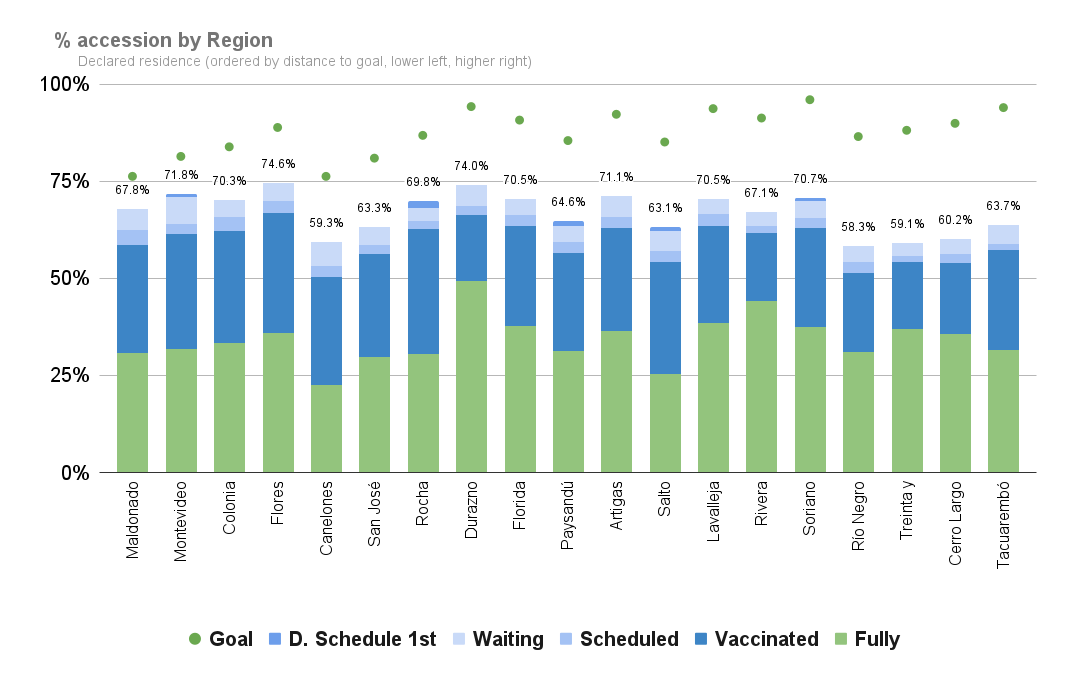 % accession by Region
Declared residence (ordered by distance to goal, lower left, higher right)
100%
75%
50%
25%
0%
67.8%
71.8%
70.3%
74.6%
59.3%
63.3%
69.8%
74.0%
70.5%
64.6%
71.1%
63.1%
70.5%
67.1%
70.7%
58.3%
59.1%
60.2%
63.7%
Maldonado
Montevideo
Colonia
Flores
Canelones
San José
Rocha
Durazno
Florida
Paysandú
Artigas
Salto
Lavalleja
Rivera
Soriano
Río Negro
Treinta y
Cerro Largo
Tacuarembó
Goal
D. Schedule 1st
Waiting
Scheduled
Vaccinated
Fully